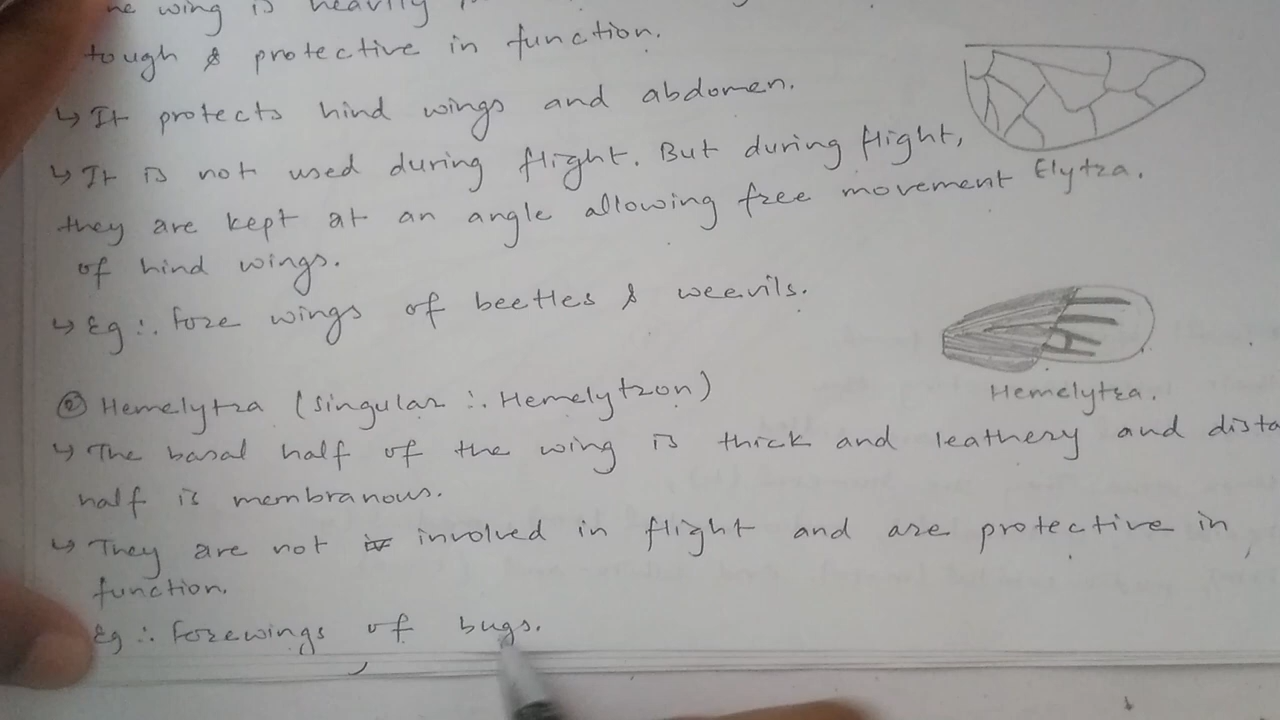 wing is heavily
tough & protective in function.
↳ It protects hind wings and abdomen.
↳ It is not used during flight. But during flight,
they are kept at an angle allowing free movement
of hind wings.
↳ Eg :. Fore wings of beetles & weevils.
Elytra.
Hemelytra.
② Hemelytra (singular :. Hemelytron)
↳ The basal half of the wing is thick and leathery and dista
half is membranous.
↳ They are not involved in flight and are protective in
function.
Eg :. Forewings of bugs.